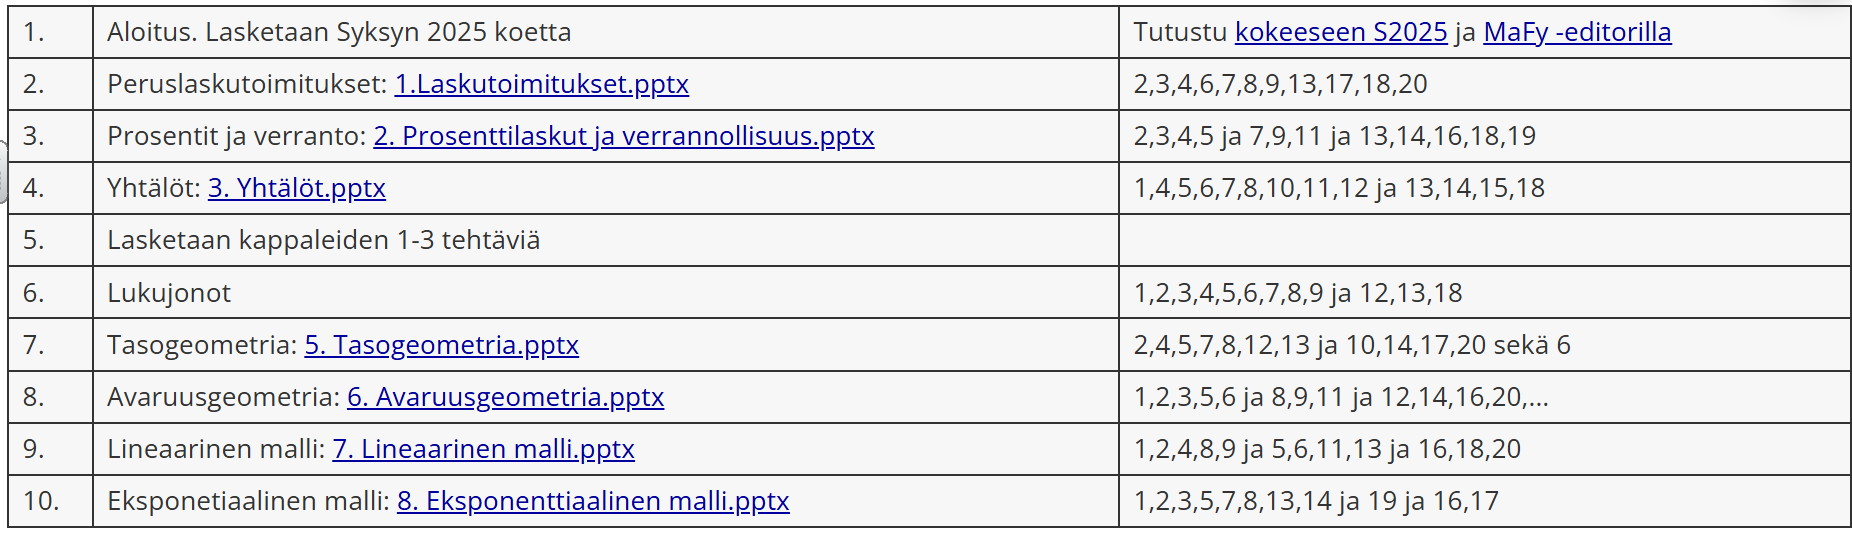 1. Aloitus. Lasketaan Syksyn 2025 koetta Tutustu kokeeseen S2025 ja MaFy -editorilla
2. Peruslaskutoimitukset: 1.Laskutoimitukset.pptx 2,3,4,6,7,8,9,13,17,18,20
3. Prosentit ja verranto: 2. Prosenttilaskut ja verrannollisuus.pptx 2,3,4,5 ja 7,9,11 ja 13,14,16,18,19
4. Yhtälöt: 3. Yhtälöt.pptx 1,4,5,6,7,8,10,11,12 ja 13,14,15,18
5. Lasketaan kappaleiden 1-3 tehtäviä
6. Lukujonot 1,2,3,4,5,6,7,8,9 ja 12,13,18
7. Tasogeometria: 5. Tasogeometria.pptx 2,4,5,7,8,12,13 ja 10,14,17,20 sekä 6
8. Avaruusgeometria: 6. Avaruusgeometria.pptx 1,2,3,5,6 ja 8,9,11 ja 12,14,16,20,...
9. Lineaarinen malli: 7. Lineaarinen malli.pptx 1,2,4,8,9 ja 5,6,11,13 ja 16,18,20
10. Eksponetiaalinen malli: 8. Eksponenttiaalinen malli.pptx 1,2,3,5,7,8,13,14 ja 19 ja 16,17